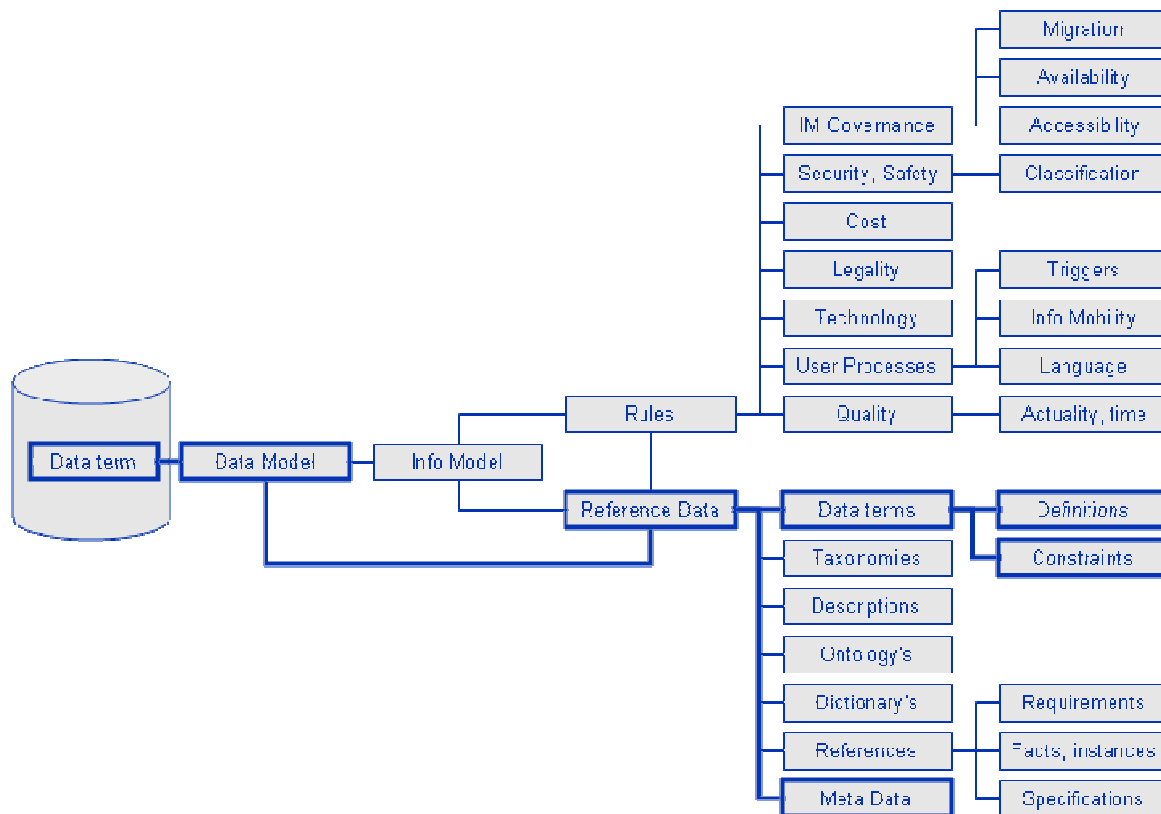 Migration
Availability
IM Governance
Accessibility
Security, Safety
Classification
Cost
Legality
Triggers
Technology
Info Mobility
User Processes
Language
Rules
Quality
Actuality, time
Data term
Data Model
Info Model
Reference Data
Data terms
Definitions
Taxonomies
Constraints
Descriptions
Ontology's
Dictionary's
Requirements
References
Facts, instances
Meta Data
Specifications